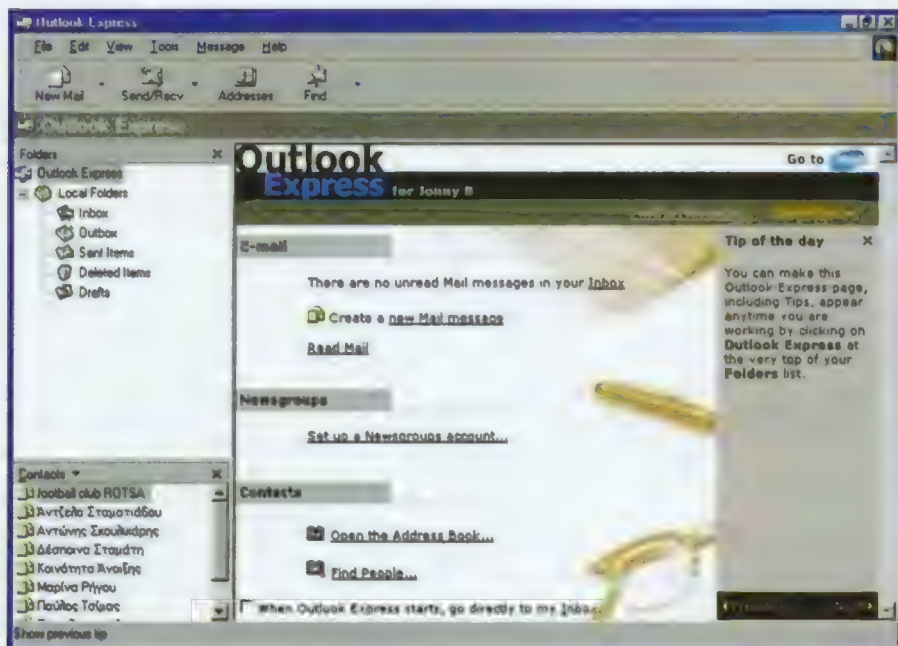 Outlook Express
File Edit View Tools Message Help
New Mail Send/Recv Addresses Find
Outlook Express
Folders
Outlook Express
Local Folders
Inbox
Outbox
Sent Items
Deleted Items
Drafts
Contacts
football club ROTSA
Άντζελα Σταματιάδου
Αντώνης Σκουλικάρης
Δέσποινα Σταμάτη
Κοινότητα Άνοιξης
Μαρίνα Ρήγου
Παύλος Τσίμας
Outlook
Express for Jonny B
Go to
E-mail
There are no unread Mail messages in your Inbox
Create a new Mail message
Read Mail
Newsgroups
Set up a Newsgroups account...
Contacts
Open the Address Book...
Find People...
When Outlook Express starts, go directly to my Inbox.
Tip of the day
You can make this
Outlook Express page,
including Tips, appear
anytime you are
working by clicking on
Outlook Express at
the very top of your
Folders list.
Show previous tip